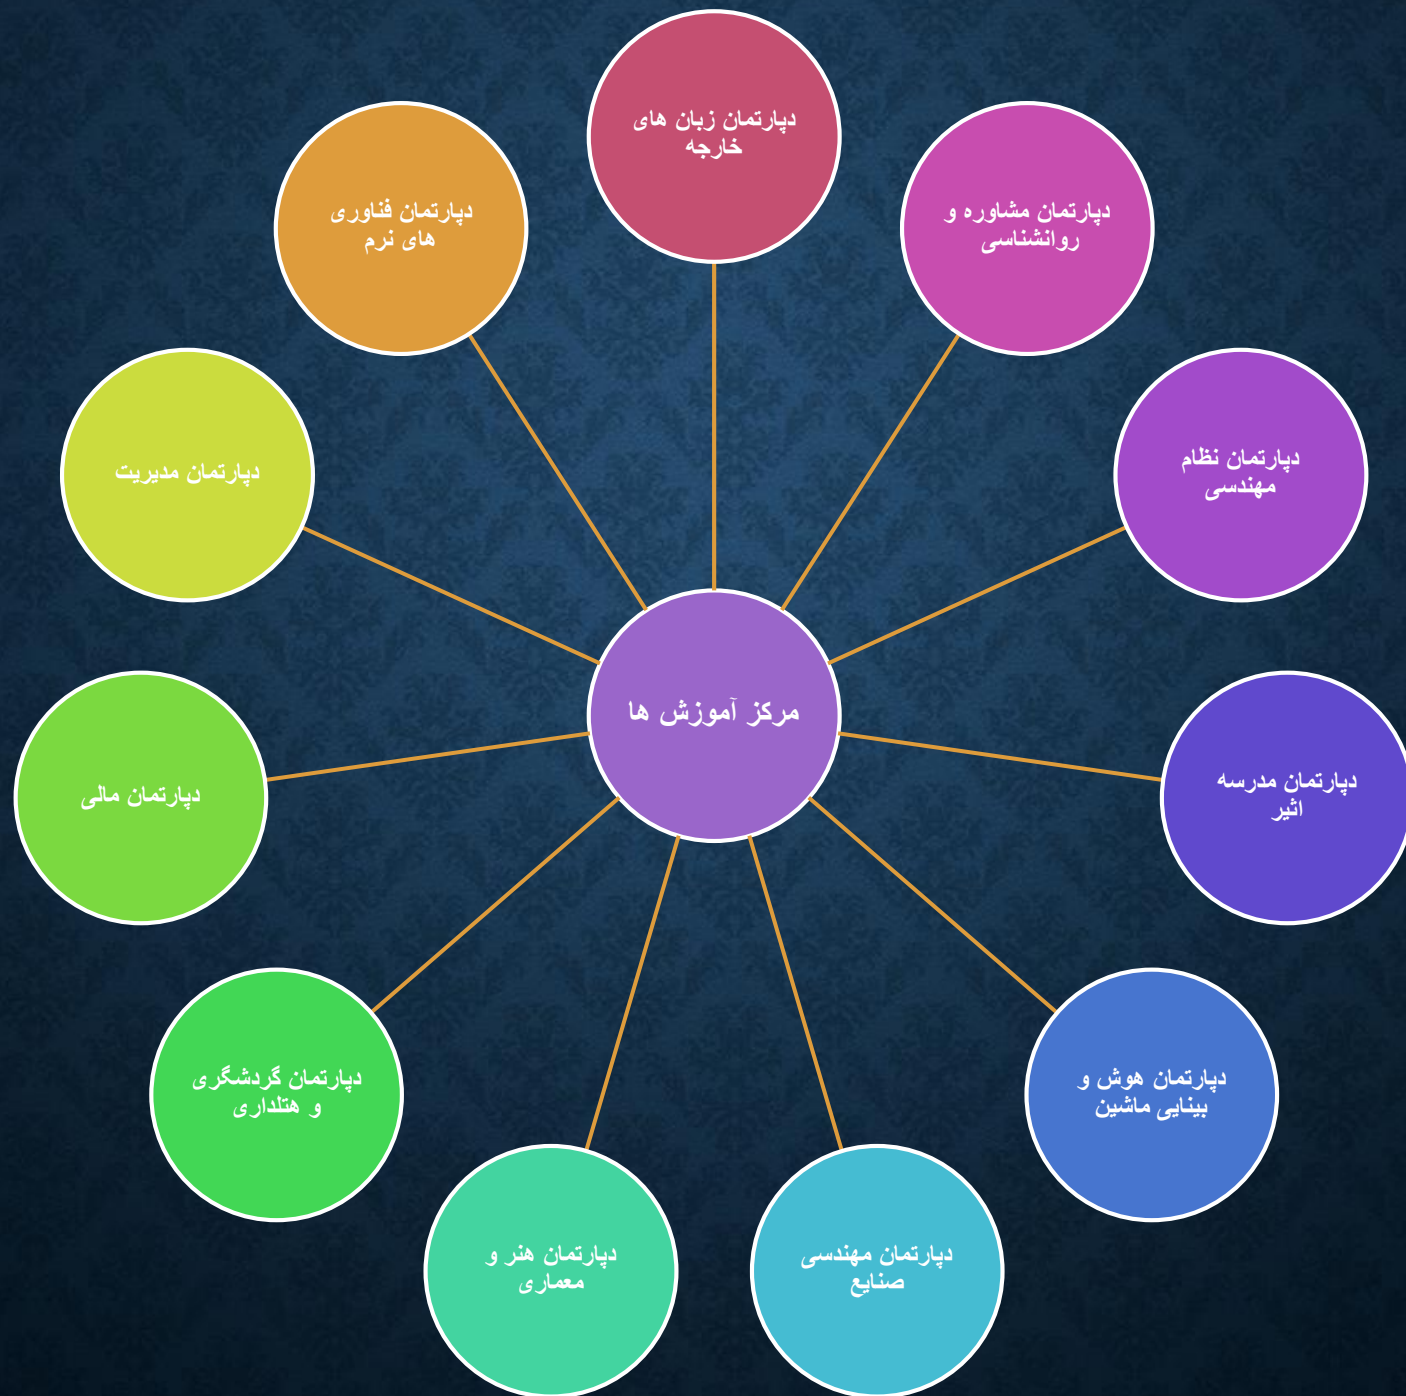 دپارتمان زبان های
خارجه
دپارتمان مشاوره و
روانشناسی
دپارتمان نظام
مهندسی
دپارتمان مدرسه
اثیر
دپارتمان هوش و
بینایی ماشین
دپارتمان مهندسی
صنایع
دپارتمان هنر و
معماری
دپارتمان گردشگری
و هتلداری
دپارتمان مالی
دپارتمان مدیریت
دپارتمان فناوری
های نرم
مرکز آموزش ها